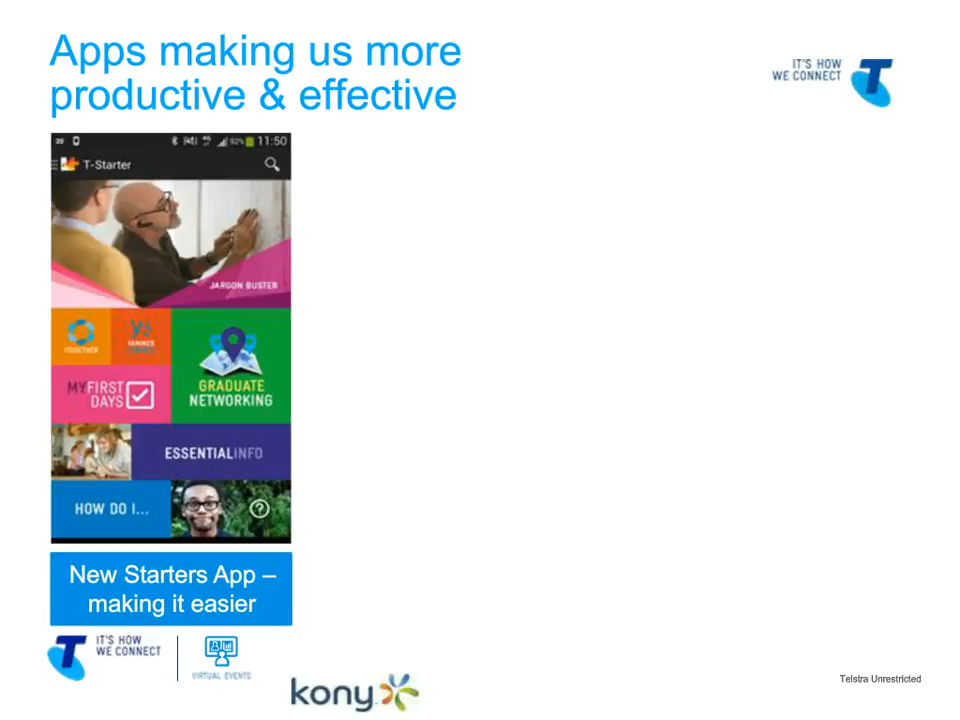 Apps making us more
productive & effective
IT'S HOW
WE CONNECT
11:50
T-Starter
JARGON BUSTER
ITOGETHER
YAMMER
MY FIRST
DAYS
GRADUATE
NETWORKING
ESSENTIALINFO
HOW DO I...
New Starters App –
making it easier
IT'S HOW
WE CONNECT
VIRTUAL EVENTS
kony
Telstra Unrestricted